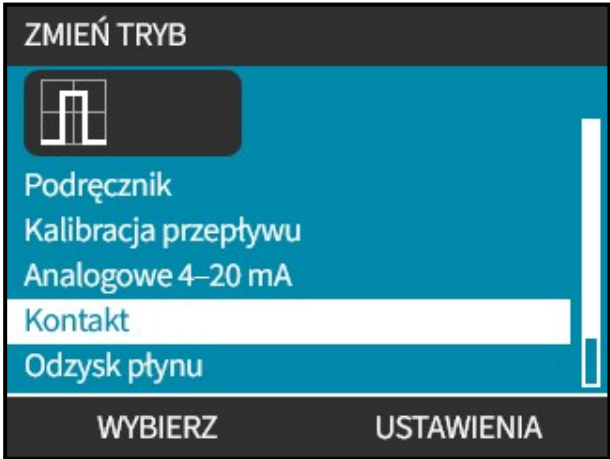 ZMIEŃ TRYB
Podręcznik
Kalibracja przepływu
Analogowe 4–20 mA
Kontakt
Odzysk płynu
WYBIERZ USTAWIENIA